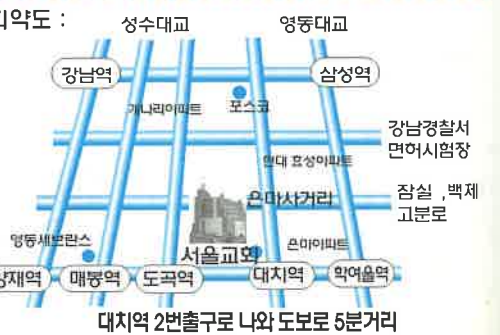 약도 :
성수대교
영동대교
강남역
삼성역
개나리아파트
포스코
강남경찰서
면허시험장
현대 효성아파트
잠실 ,백제
고분로
은마사거리
영동세브란스
서울교회
은마아파트
매봉역
도곡역
대치역
학여울역
대치역 2번출구로 나와 도보로 5분거리